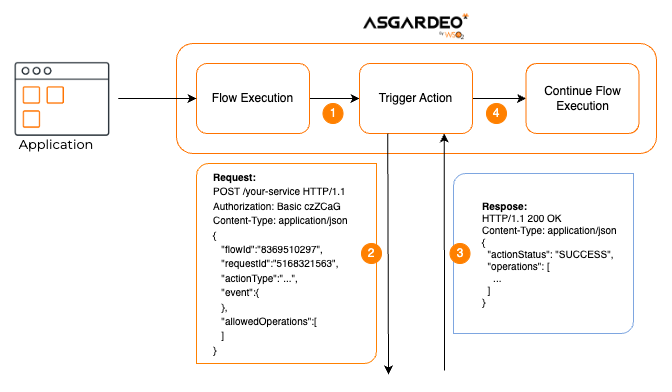 ASGARDEO
By WSO2
Application
Flow Execution
1
Trigger Action
4
Continue Flow
Execution
Request:
POST /your-service HTTP/1.1
Authorization: Basic czZCaG
Content-Type: application/json
{
"flowId":"8369510297",
"requestId":"5168321563",
"actionType":"...",
"event":{
},
"allowedOperations":[
]
}
2
3
Respose:
HTTP/1.1 200 OK
Content-Type: application/json
{
"actionStatus": "SUCCESS",
"operations": [
...
]
}